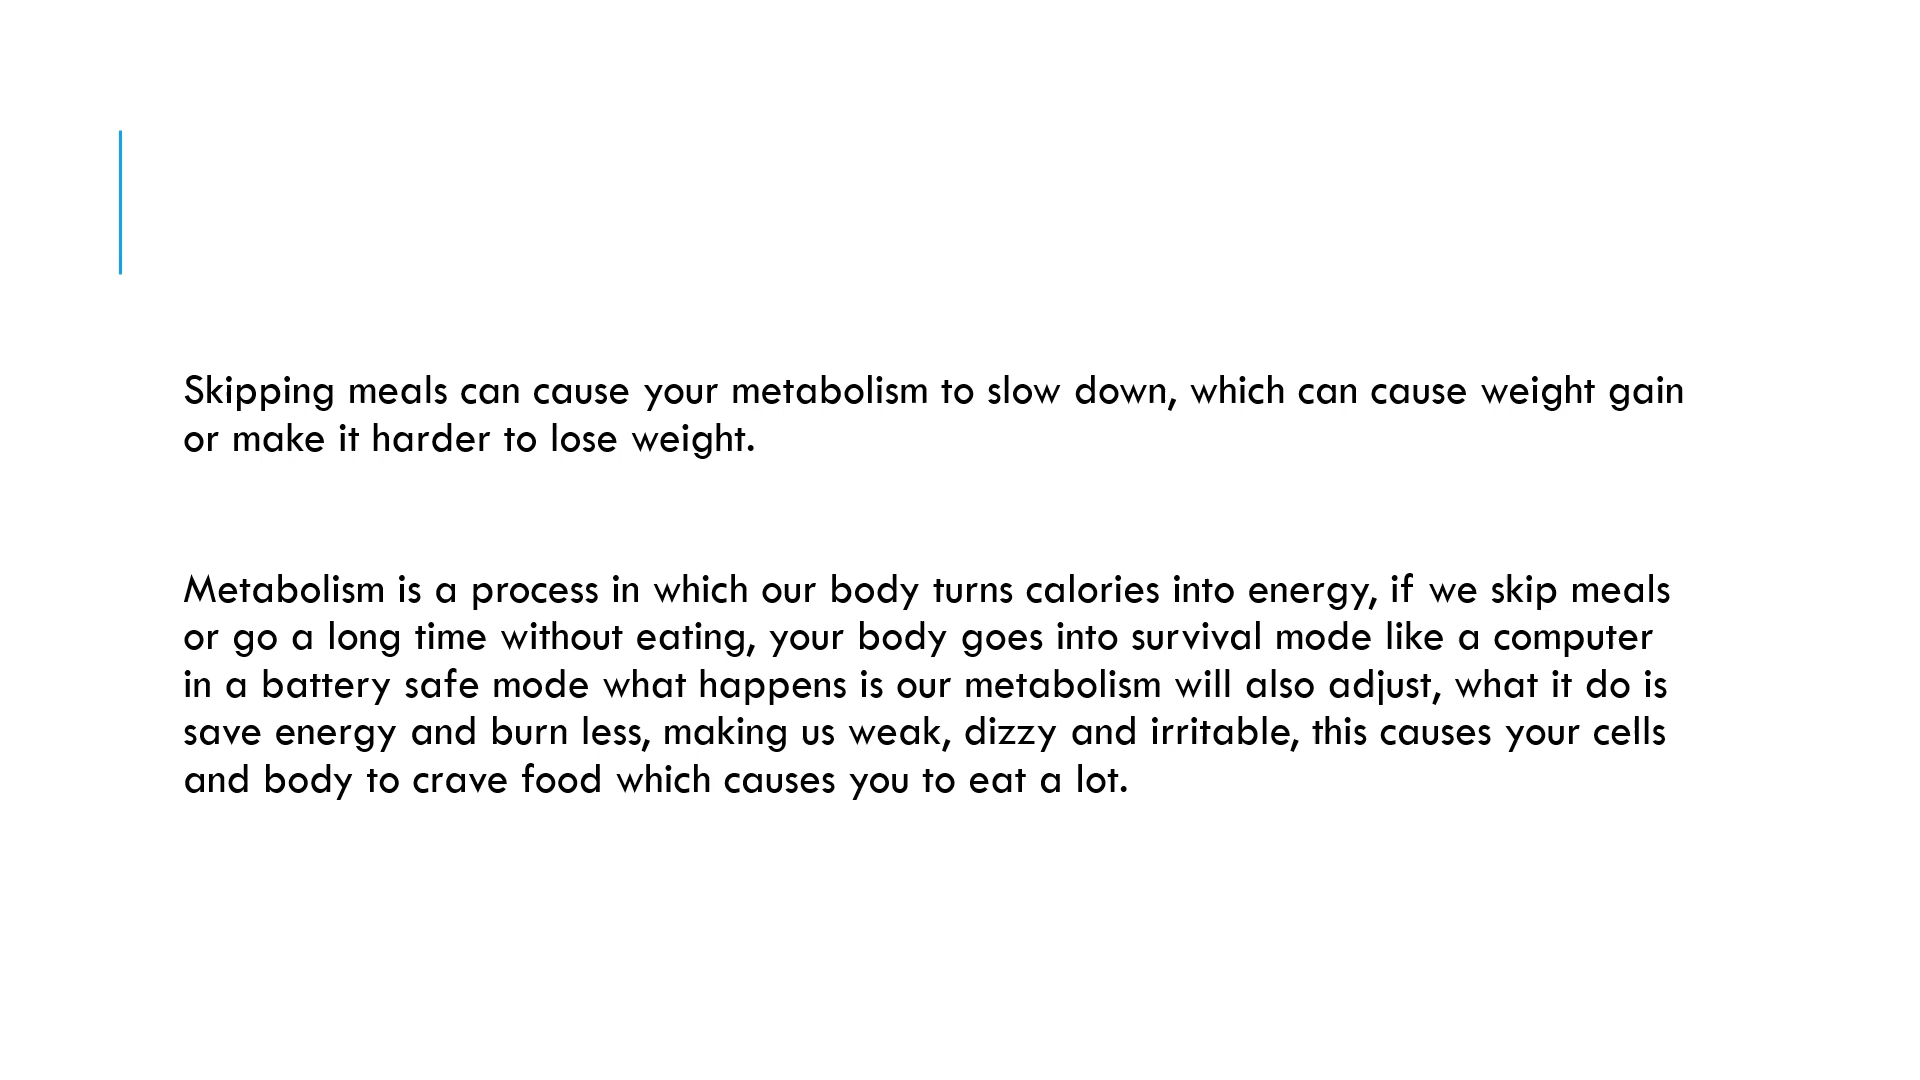 Skipping meals can cause your metabolism to slow down, which can cause weight gain
or make it harder to lose weight.
Metabolism is a process in which our body turns calories into energy, if we skip meals
or go a long time without eating, your body goes into survival mode like a computer
in a battery safe mode what happens is our metabolism will also adjust, what it do is
save energy and burn less, making us weak, dizzy and irritable, this causes your cells
and body to crave food which causes you to eat a lot.